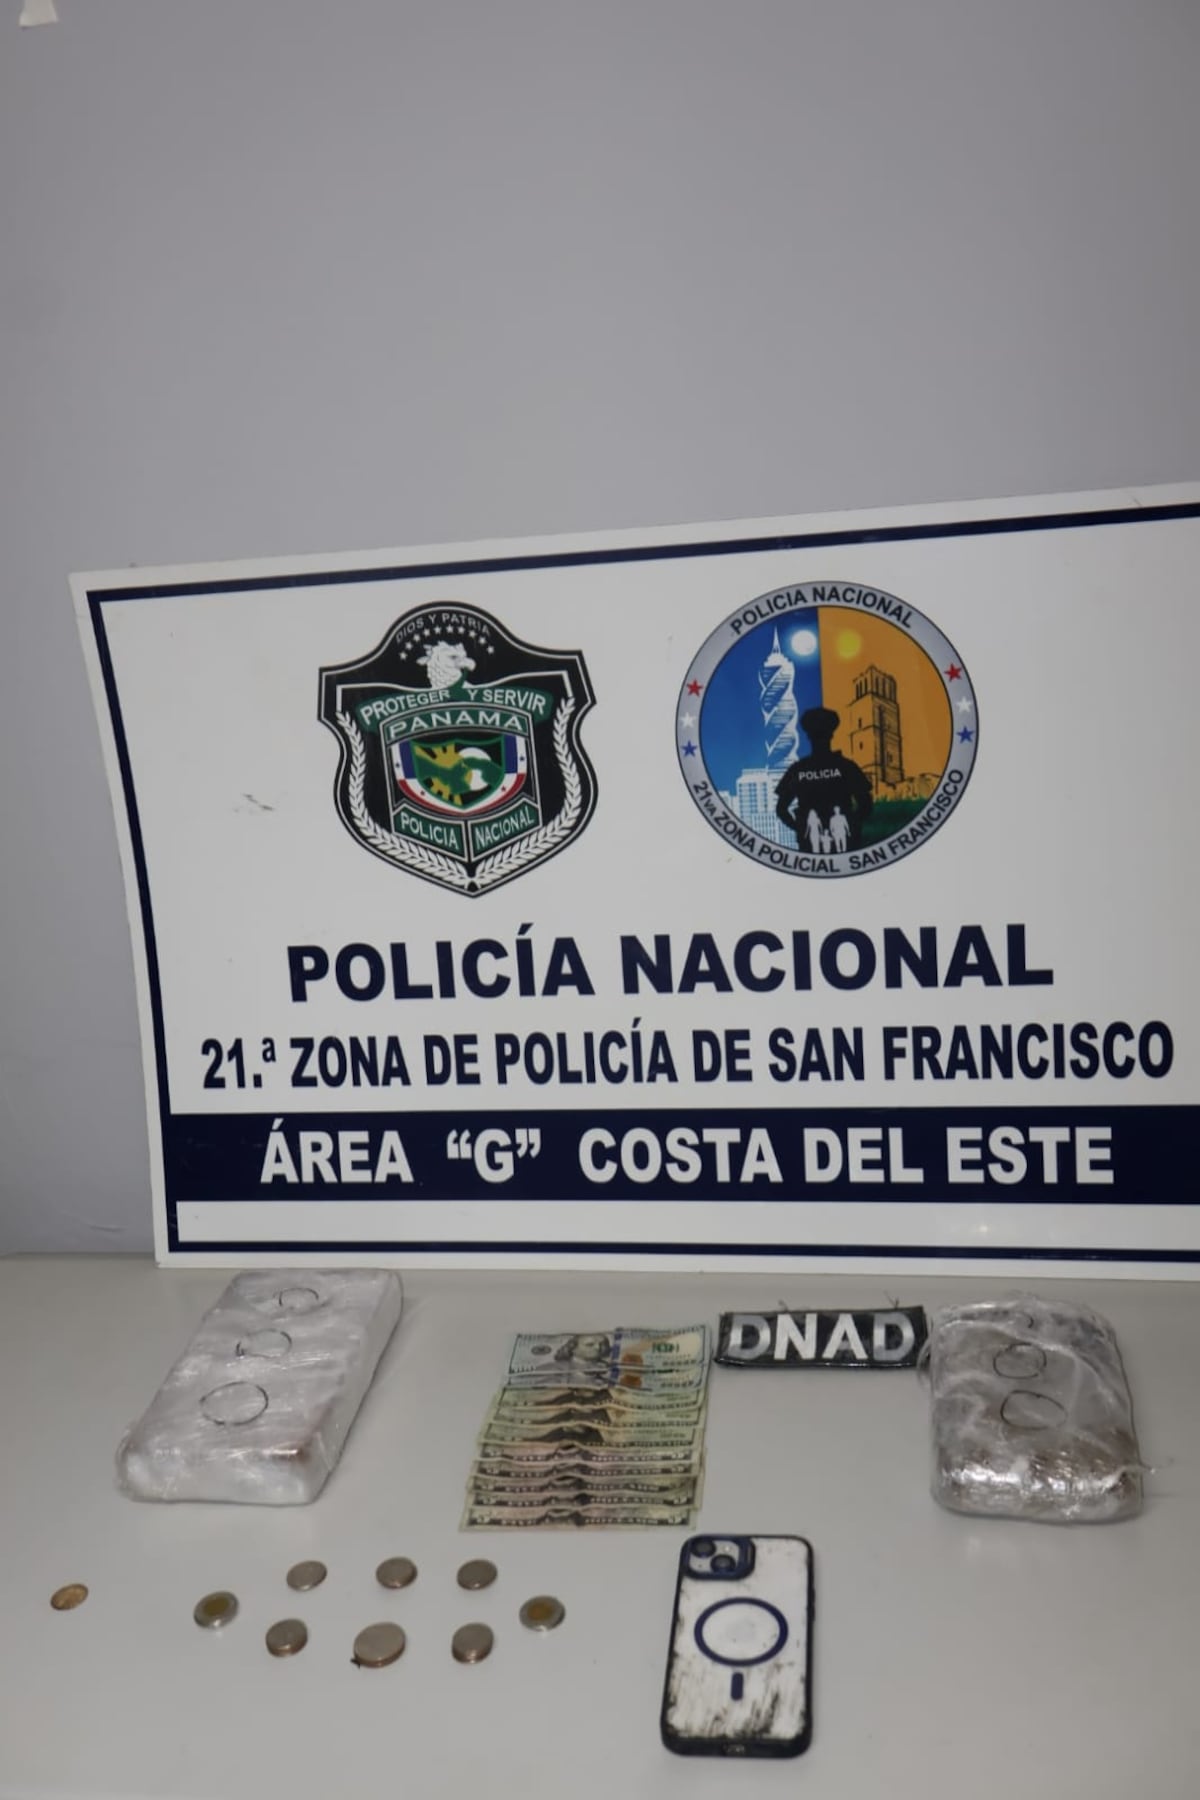 DIOS Y PATRIA
PROTEGER Y SERVIR
PANAMA
POLICIA NACIONAL
POLICIA NACIONAL
POLICIA
21VA ZONA POLICIAL SAN FRANCISCO
POLICÍA NACIONAL
21.ª ZONA DE POLICÍA DE SAN FRANCISCO
ÁREA “G” COSTA DEL ESTE
DNAD